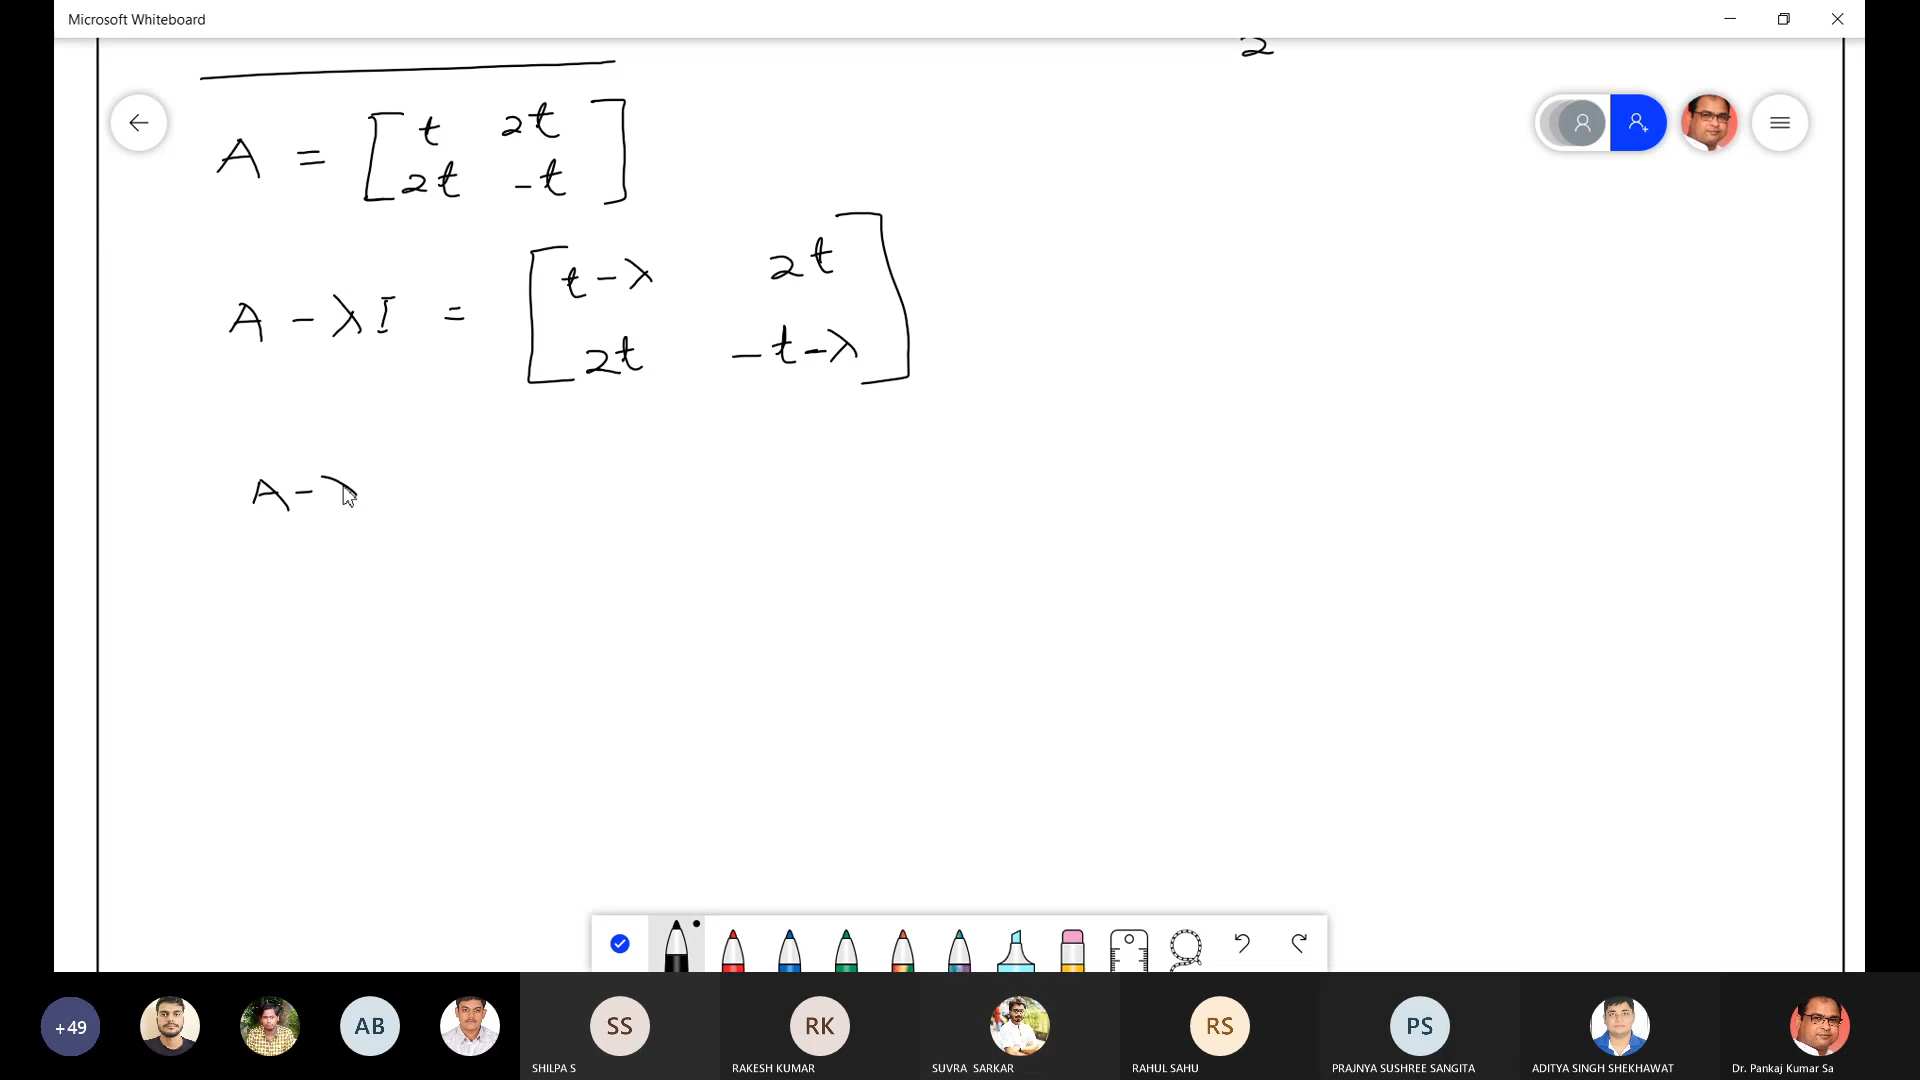 Microsoft Whiteboard
2
A = [ t 2t
2t -t ]
A - λI = [ t-λ 2t
2t -t-λ ]
A - λ
+49
AB
SS
RK
RS
PS
SHILPA S
RAKESH KUMAR
SUVRA SARKAR
RAHUL SAHU
PRAJNYA SUSHREE SANGITA
ADITYA SINGH SHEKHAWAT
Dr. Pankaj Kumar Sa